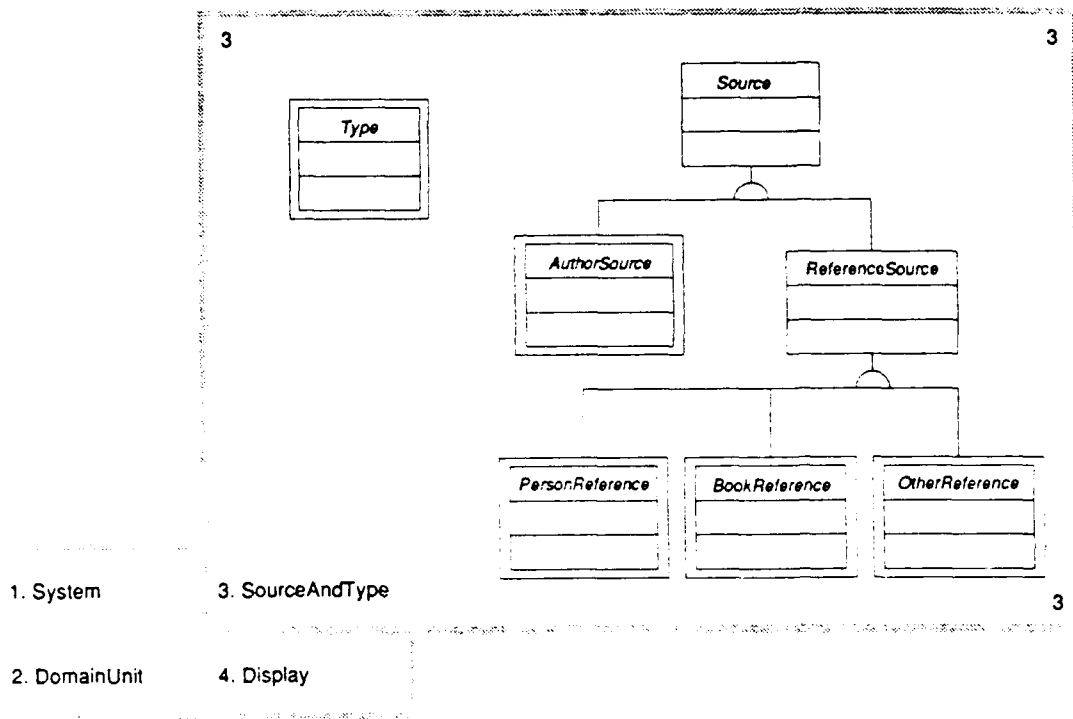 3
3
Source
Type
AuthorSource
ReferenceSource
PersonReference
BookReference
OtherReference
1. System
3. SourceAndType
3
2. DomainUnit
4. Display